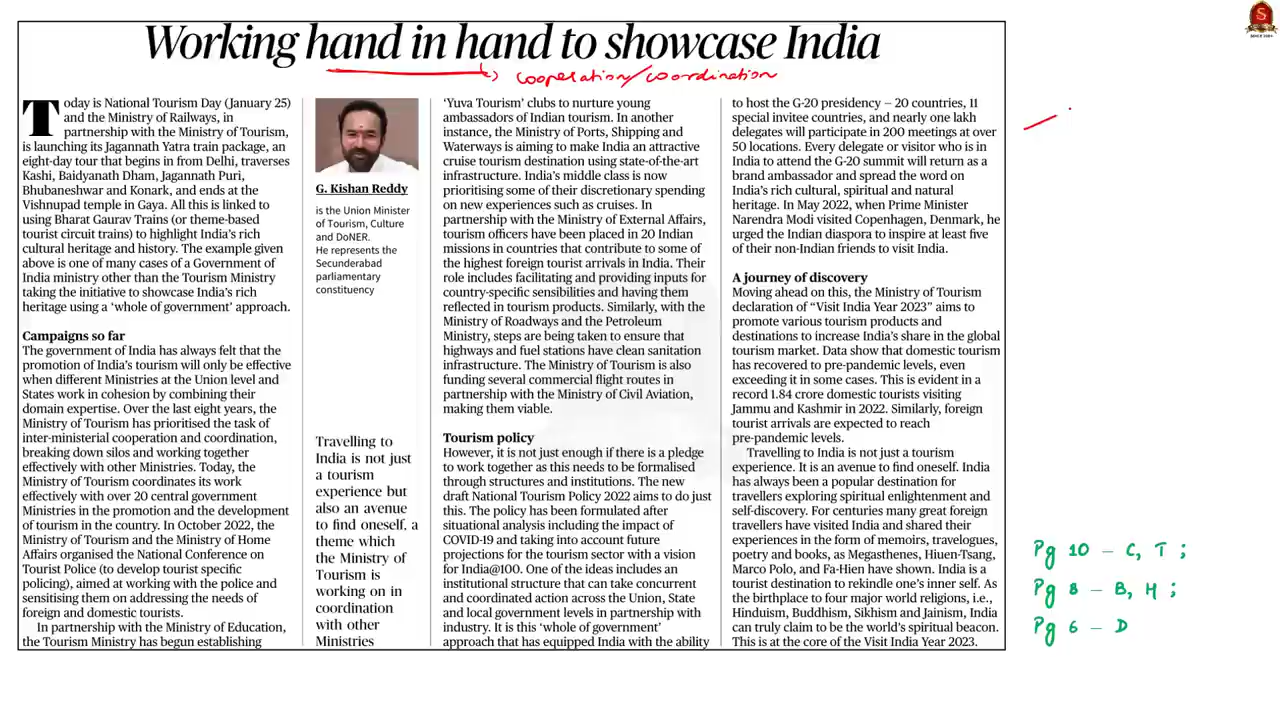 Working hand in hand to showcase India
cooperation/coordination
Today is National Tourism Day (January 25)
and the Ministry of Railways, in
partnership with the Ministry of Tourism,
is launching its Jagannath Yatra train package, an
eight-day tour that begins in from Delhi, traverses
Kashi, Baidyanath Dham, Jagannath Puri,
Bhubaneshwar and Konark, and ends at the
Vishnupad temple in Gaya. All this is linked to
using Bharat Gaurav Trains (or theme-based
tourist circuit trains) to highlight India's rich
cultural heritage and history. The example given
above is one of many cases of a Government of
India ministry other than the Tourism Ministry
taking the initiative to showcase India's rich
heritage using a 'whole of government' approach.
Campaigns so far
The government of India has always felt that the
promotion of India's tourism will only be effective
when different Ministries at the Union level and
States work in cohesion by combining their
domain expertise. Over the last eight years, the
Ministry of Tourism has prioritised the task of
inter-ministerial cooperation and coordination,
breaking down silos and working together
effectively with other Ministries. Today, the
Ministry of Tourism coordinates its work
effectively with over 20 central government
Ministries in the promotion and the development
of tourism in the country. In October 2022, the
Ministry of Tourism and the Ministry of Home
Affairs organised the National Conference on
Tourist Police (to develop tourist specific
policing), aimed at working with the police and
sensitising them on addressing the needs of
foreign and domestic tourists.
In partnership with the Ministry of Education,
the Tourism Ministry has begun establishing
G. Kishan Reddy
is the Union Minister
of Tourism, Culture
and DoNER.
He represents the
Secunderabad
parliamentary
constituency
Travelling to
India is not just
a tourism
experience but
also an avenue
to find oneself, a
theme which
the Ministry of
Tourism is
working on in
coordination
with other
Ministries
'Yuva Tourism' clubs to nurture young
ambassadors of Indian tourism. In another
instance, the Ministry of Ports, Shipping and
Waterways is aiming to make India an attractive
cruise tourism destination using state-of-the-art
infrastructure. India's middle class is now
prioritising some of their discretionary spending
on new experiences such as cruises. In
partnership with the Ministry of External Affairs,
tourism officers have been placed in 20 Indian
missions in countries that contribute to some of
the highest foreign tourist arrivals in India. Their
role includes facilitating and providing inputs for
country-specific sensibilities and having them
reflected in tourism products. Similarly, with the
Ministry of Roadways and the Petroleum
Ministry, steps are being taken to ensure that
highways and fuel stations have clean sanitation
infrastructure. The Ministry of Tourism is also
funding several commercial flight routes in
partnership with the Ministry of Civil Aviation,
making them viable.
Tourism policy
However, it is not just enough if there is a pledge
to work together as this needs to be formalised
through structures and institutions. The new
draft National Tourism Policy 2022 aims to do just
this. The policy has been formulated after
situational analysis including the impact of
COVID-19 and taking into account future
projections for the tourism sector with a vision
for India@100. One of the ideas includes an
institutional structure that can take concurrent
and coordinated action across the Union, State
and local government levels in partnership with
industry. It is this 'whole of government'
approach that has equipped India with the ability
to host the G-20 presidency – 20 countries, 11
special invitee countries, and nearly one lakh
delegates will participate in 200 meetings at over
50 locations. Every delegate or visitor who is in
India to attend the G-20 summit will return as a
brand ambassador and spread the word on
India's rich cultural, spiritual and natural
heritage. In May 2022, when Prime Minister
Narendra Modi visited Copenhagen, Denmark, he
urged the Indian diaspora to inspire at least five
of their non-Indian friends to visit India.
A journey of discovery
Moving ahead on this, the Ministry of Tourism
declaration of "Visit India Year 2023" aims to
promote various tourism products and
destinations to increase India's share in the global
tourism market. Data show that domestic tourism
has recovered to pre-pandemic levels, even
exceeding it in some cases. This is evident in a
record 1.84 crore domestic tourists visiting
Jammu and Kashmir in 2022. Similarly, foreign
tourist arrivals are expected to reach
pre-pandemic levels.
Travelling to India is not just a tourism
experience. It is an avenue to find oneself. India
has always been a popular destination for
travellers exploring spiritual enlightenment and
self-discovery. For centuries many great foreign
travellers have visited India and shared their
experiences in the form of memoirs, travelogues,
poetry and books, as Megasthenes, Hiuen-Tsang,
Marco Polo, and Fa-Hien have shown. India is a
tourist destination to rekindle one's inner self. As
the birthplace to four major world religions, i.e.,
Hinduism, Buddhism, Sikhism and Jainism, India
can truly claim to be the world's spiritual beacon.
This is at the core of the Visit India Year 2023.
Pg 10 – C, T ;
Pg 8 – B, H ;
Pg 6 – D
S